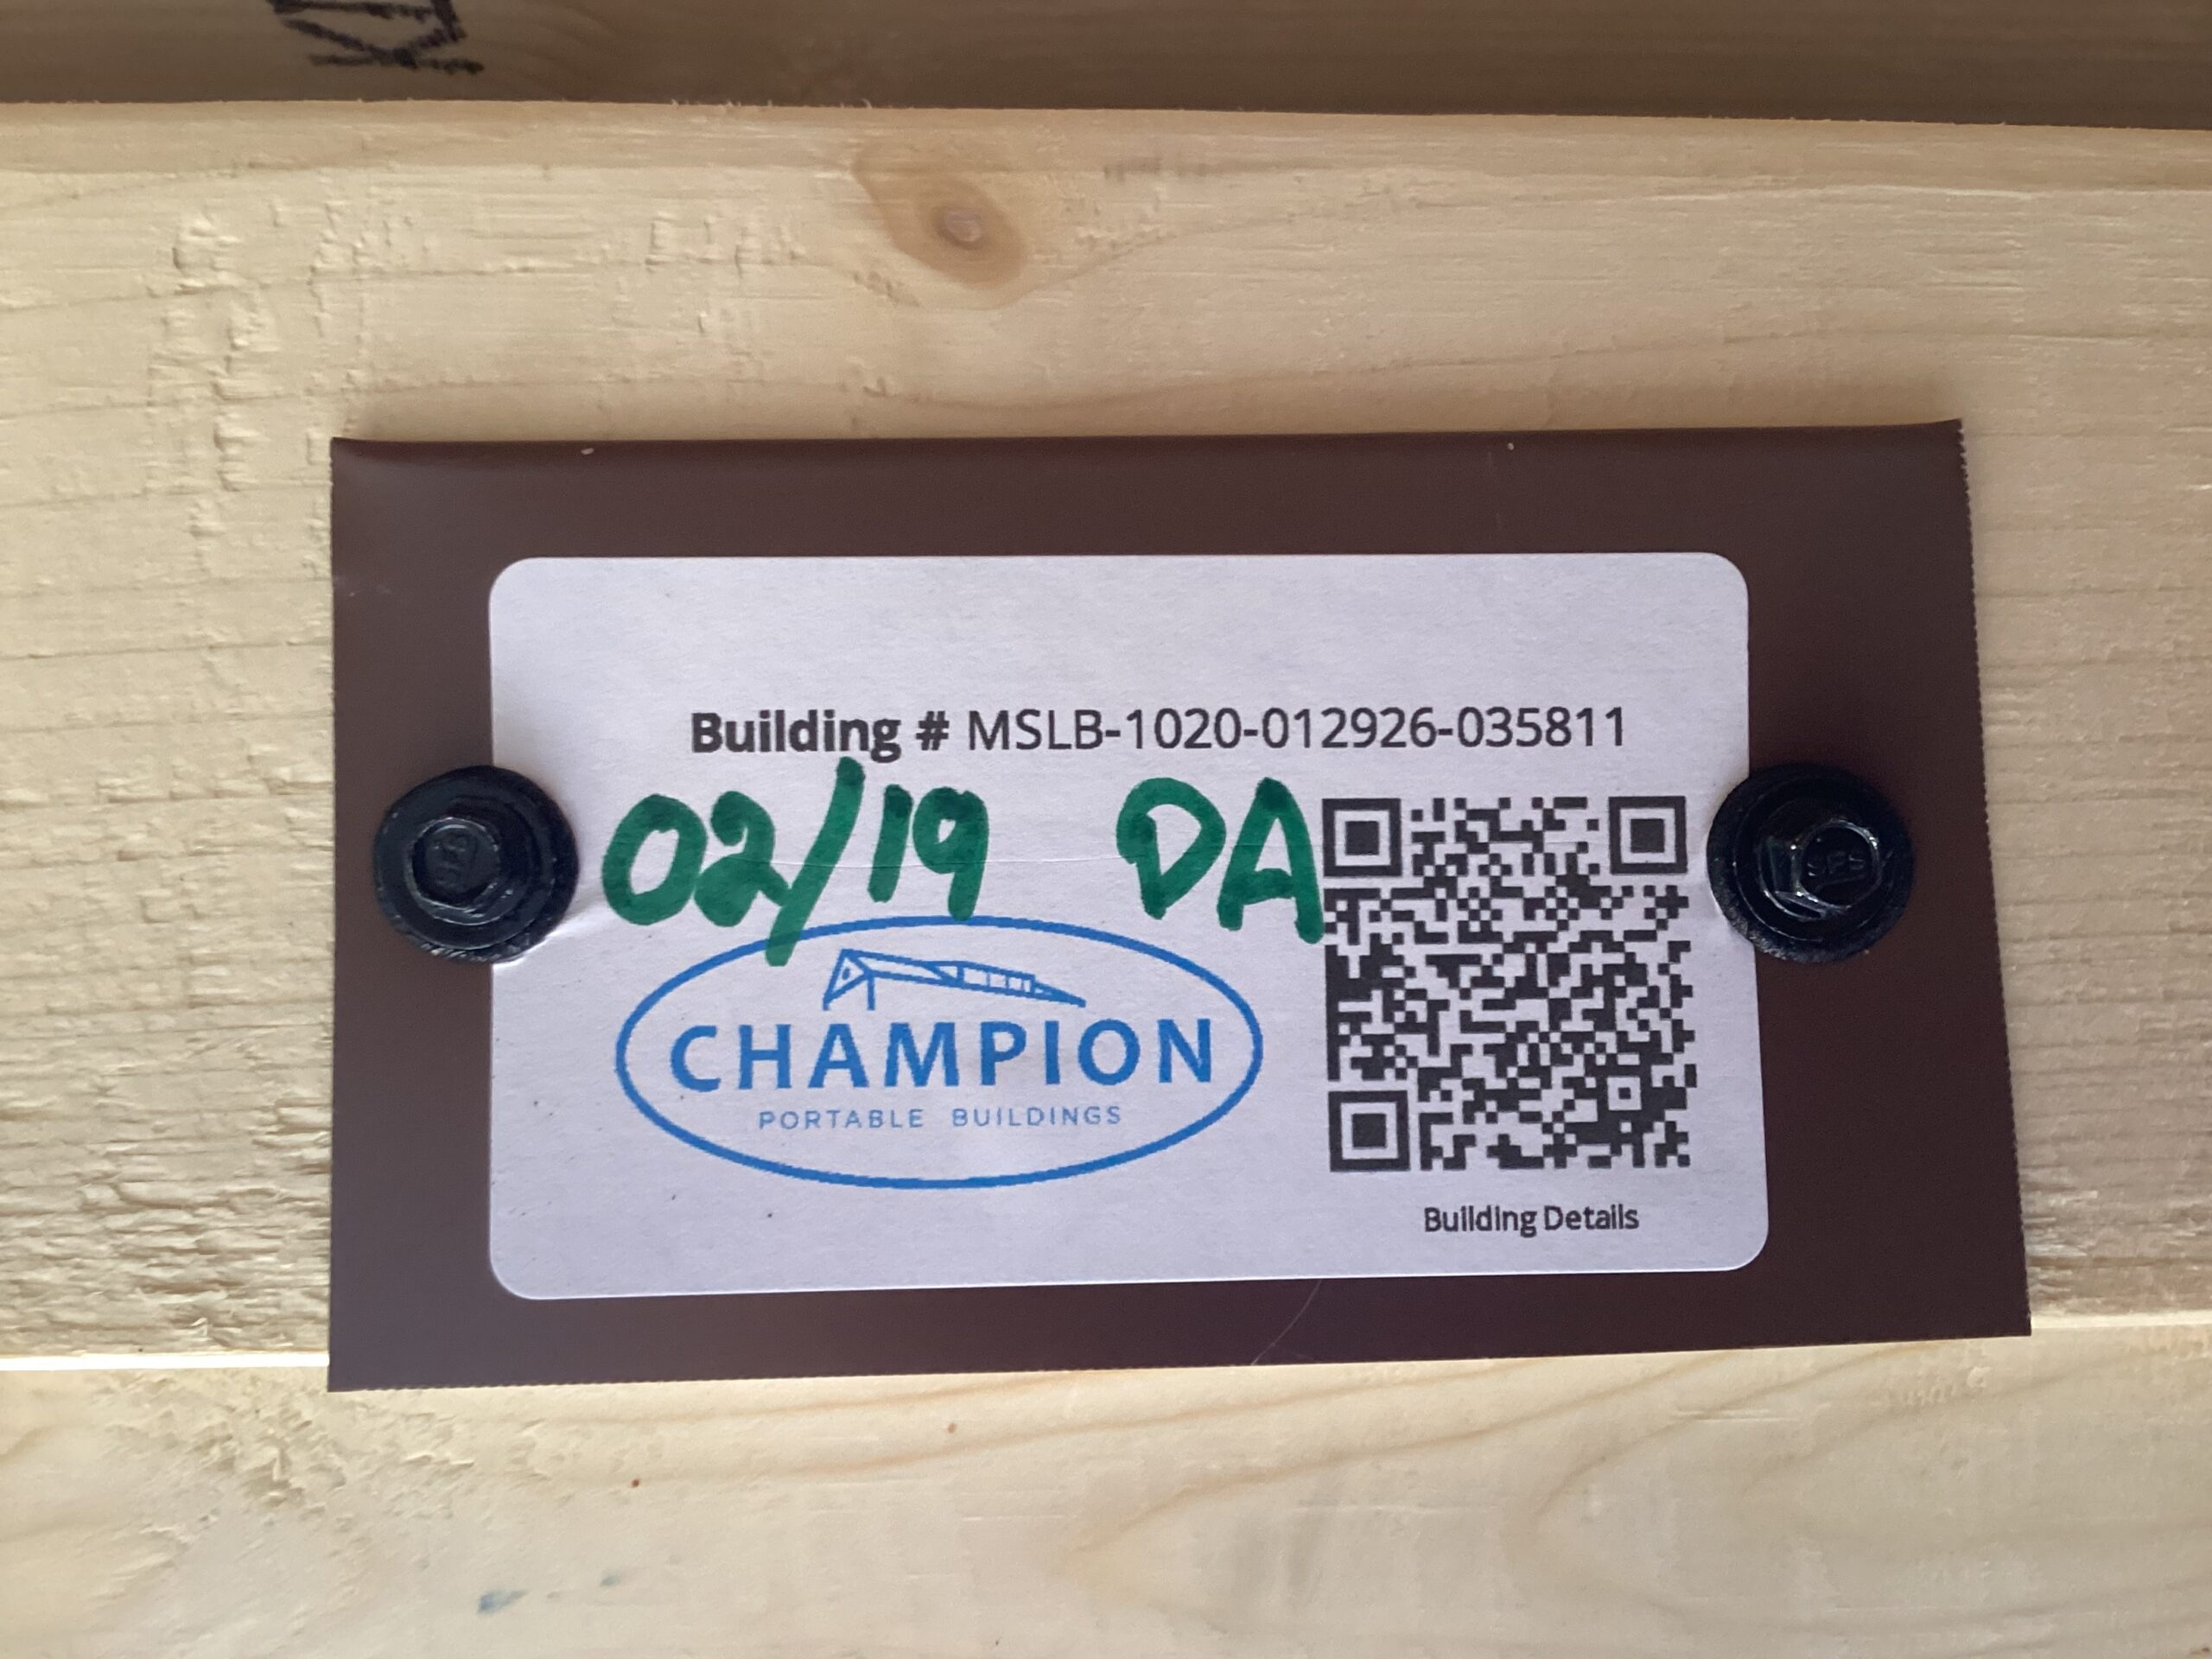 Building # MSLB-1020-012926-035811
02/19 DA
CHAMPION
PORTABLE BUILDINGS
Building Details